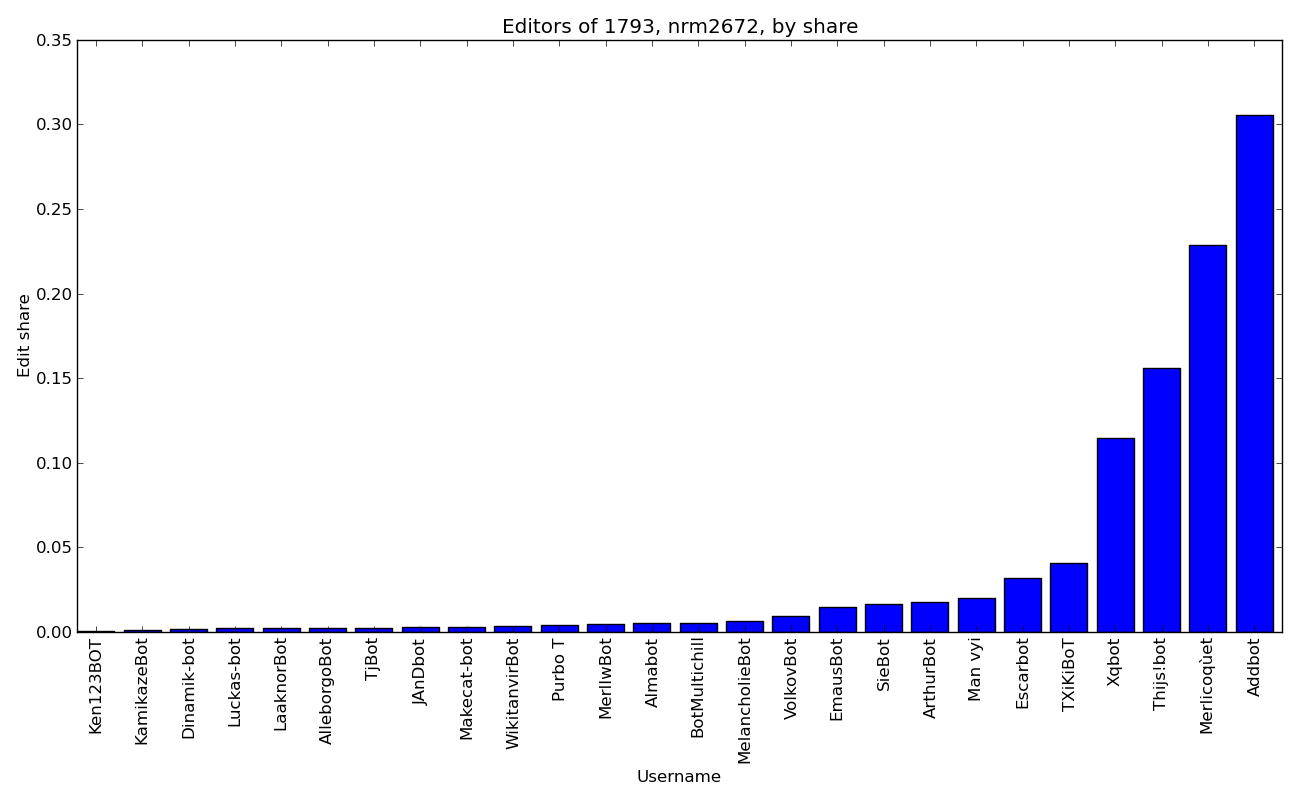 Editors of 1793, nrm2672, by share
Edit share
0.35
0.30
0.25
0.20
0.15
0.10
0.05
0.00
Ken123BOT
KamikazeBot
Dinamik-bot
Luckas-bot
LaaknorBot
AlleborgoBot
TjBot
JAnDbot
Makecat-bot
WikitanvirBot
Purbo T
MerlIwBot
Almabot
BotMultichill
MelancholieBot
VolkovBot
EmausBot
SieBot
ArthurBot
Man vyi
Escarbot
TXiKiBoT
Xqbot
Thijs!bot
Merlicoqùet
Addbot
Username